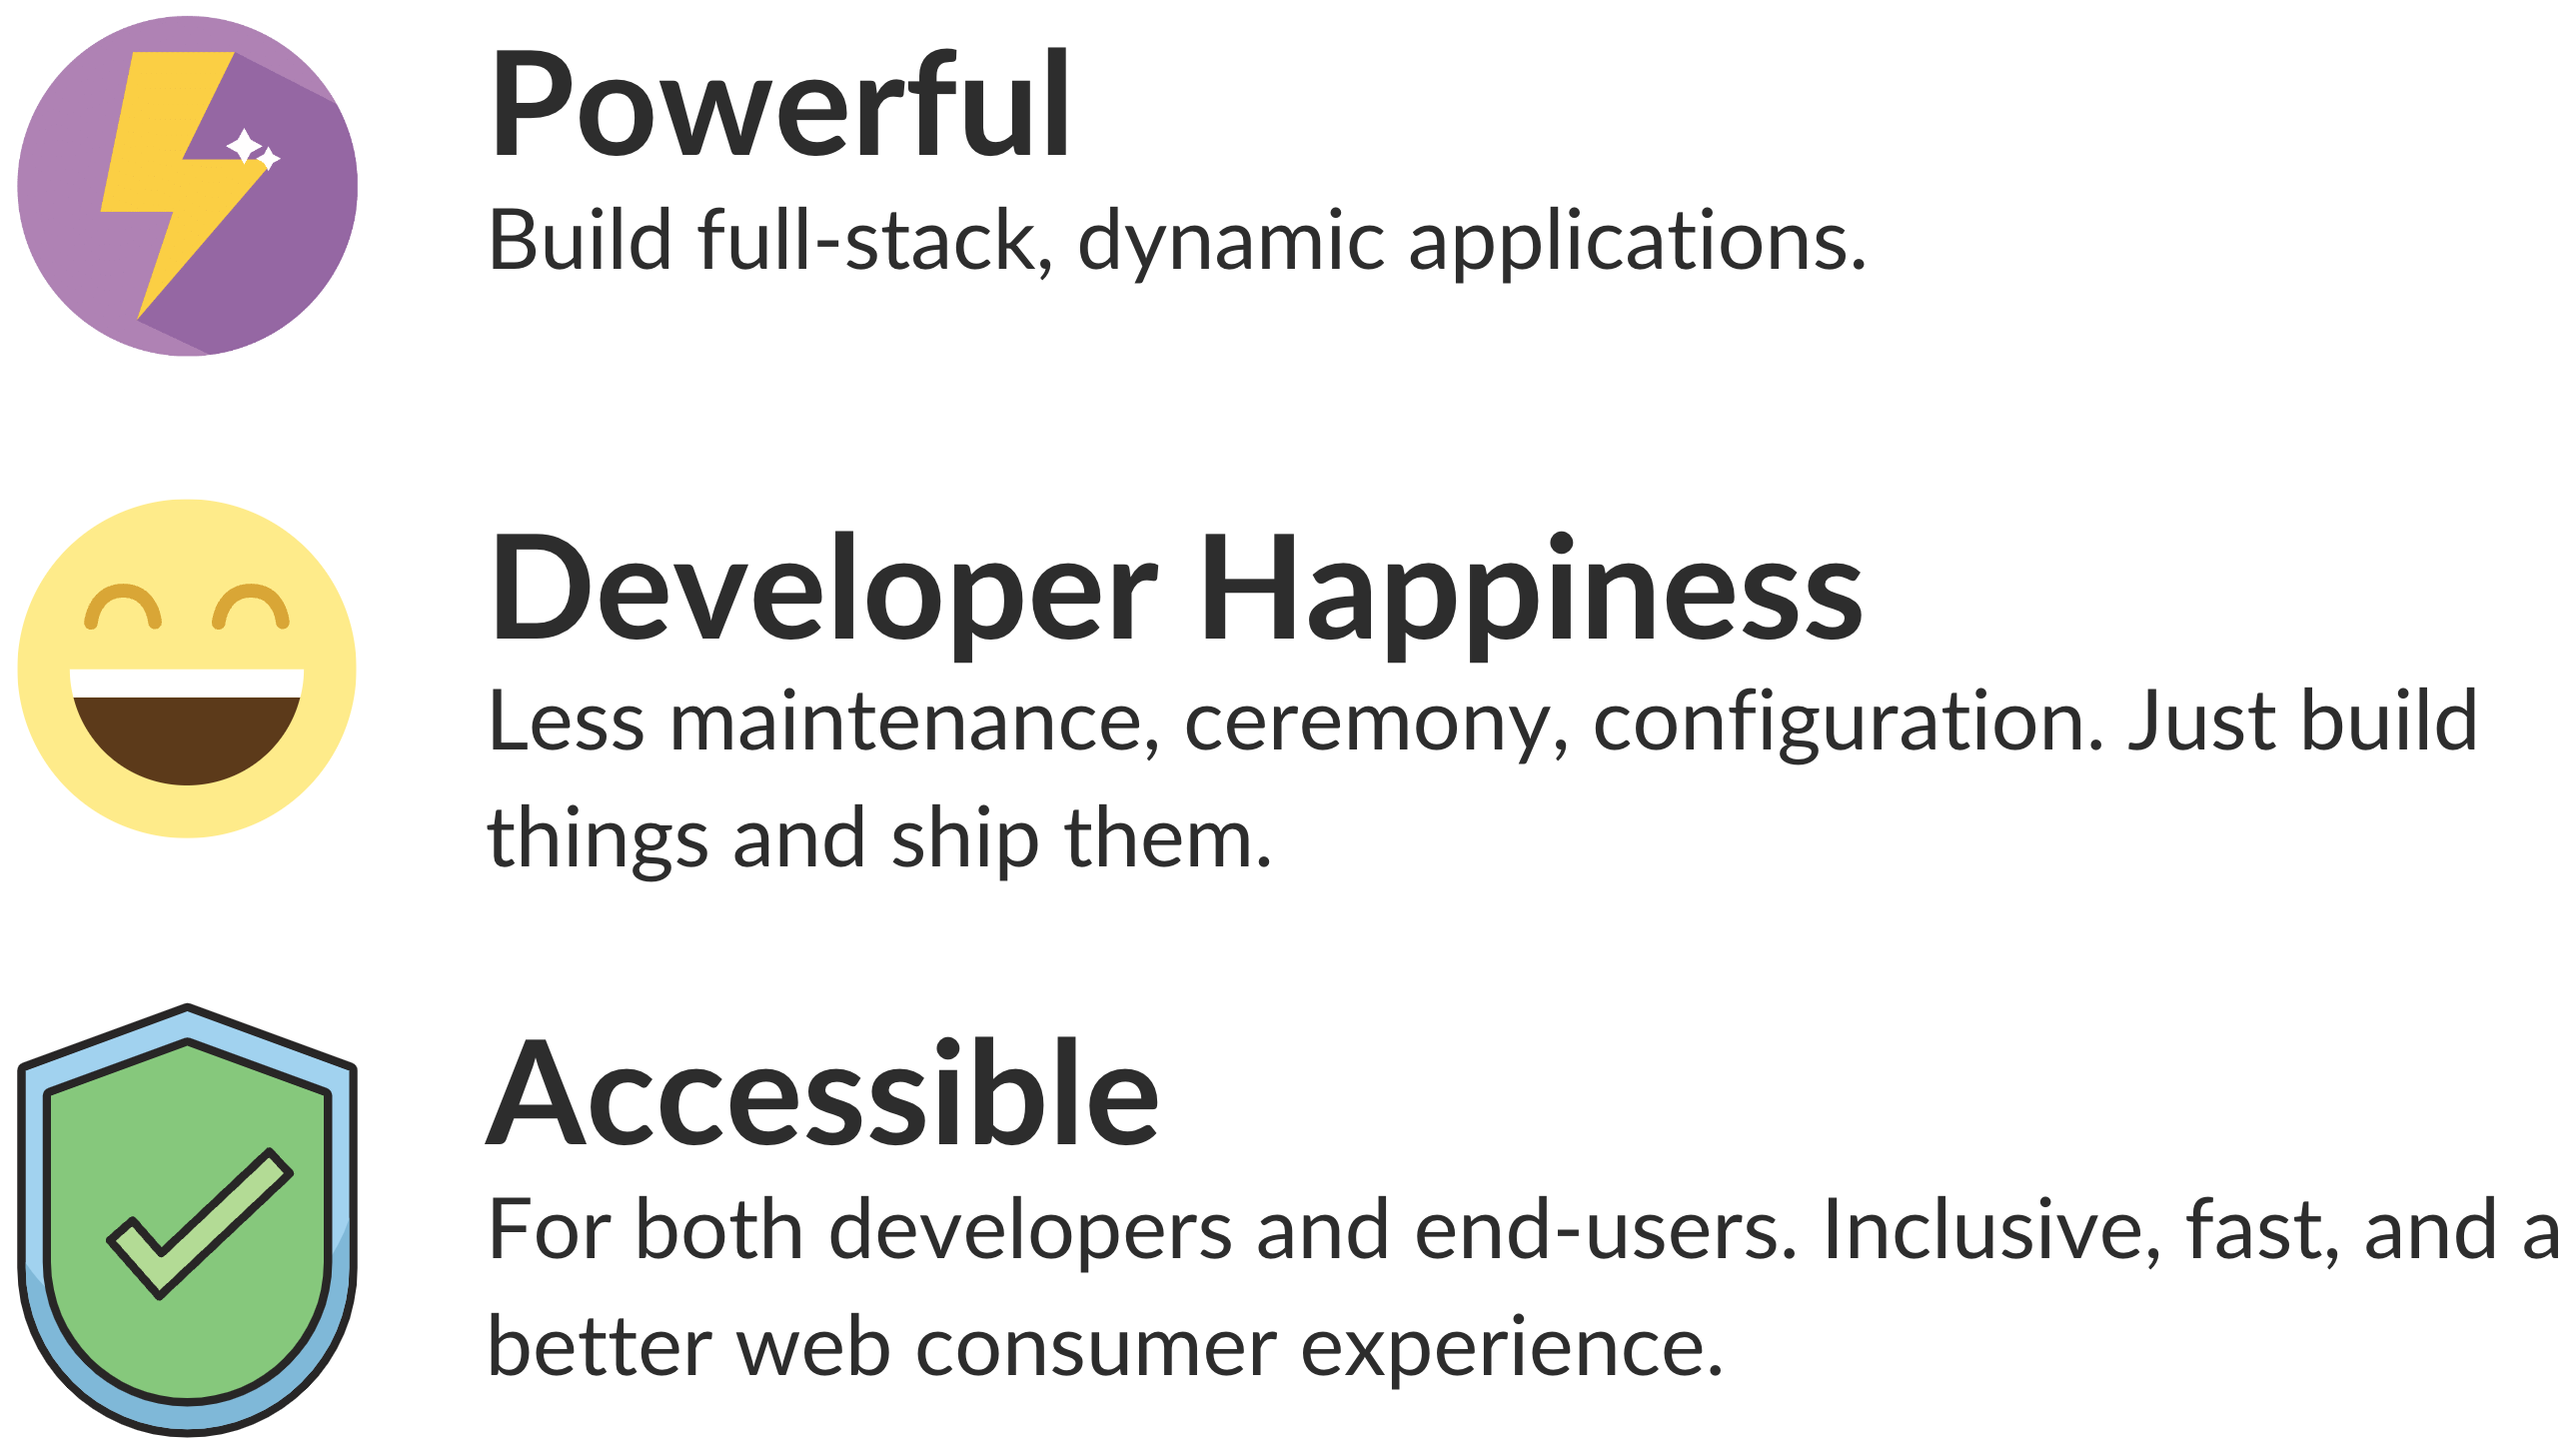 Powerful
Build full-stack, dynamic applications.
Developer Happiness
Less maintenance, ceremony, configuration. Just build
things and ship them.
Accessible
For both developers and end-users. Inclusive, fast, and a
better web consumer experience.